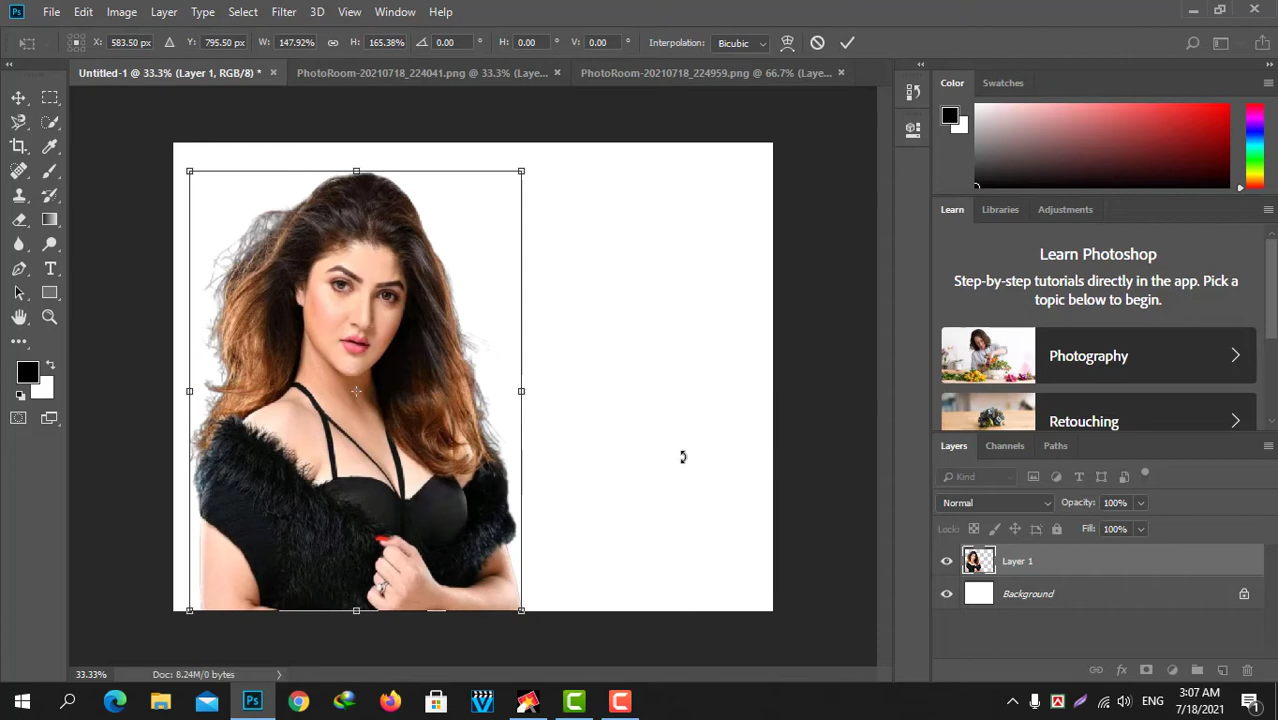 Ps File Edit Image Layer Type Select Filter 3D View Window Help
X: 583.50 px Y: 795.50 px W: 147.92% H: 165.38% 0.00 ° H: 0.00 ° V: 0.00 ° Interpolation: Bicubic
Untitled-1 @ 33.3% (Layer 1, RGB/8) * × PhotoRoom-20210718_224041.png @ 33.3% (Laye... × PhotoRoom-20210718_224959.png @ 66.7% (Laye... ×
Color Swatches
Learn Libraries Adjustments
Learn Photoshop
Step-by-step tutorials directly in the app. Pick a
topic below to begin.
Photography
Retouching
Layers Channels Paths
Kind
Normal Opacity: 100%
Lock: Fill: 100%
Layer 1
Background
33.33% Doc: 8.24M/0 bytes
Ps ENG 3:07 AM
7/18/2021